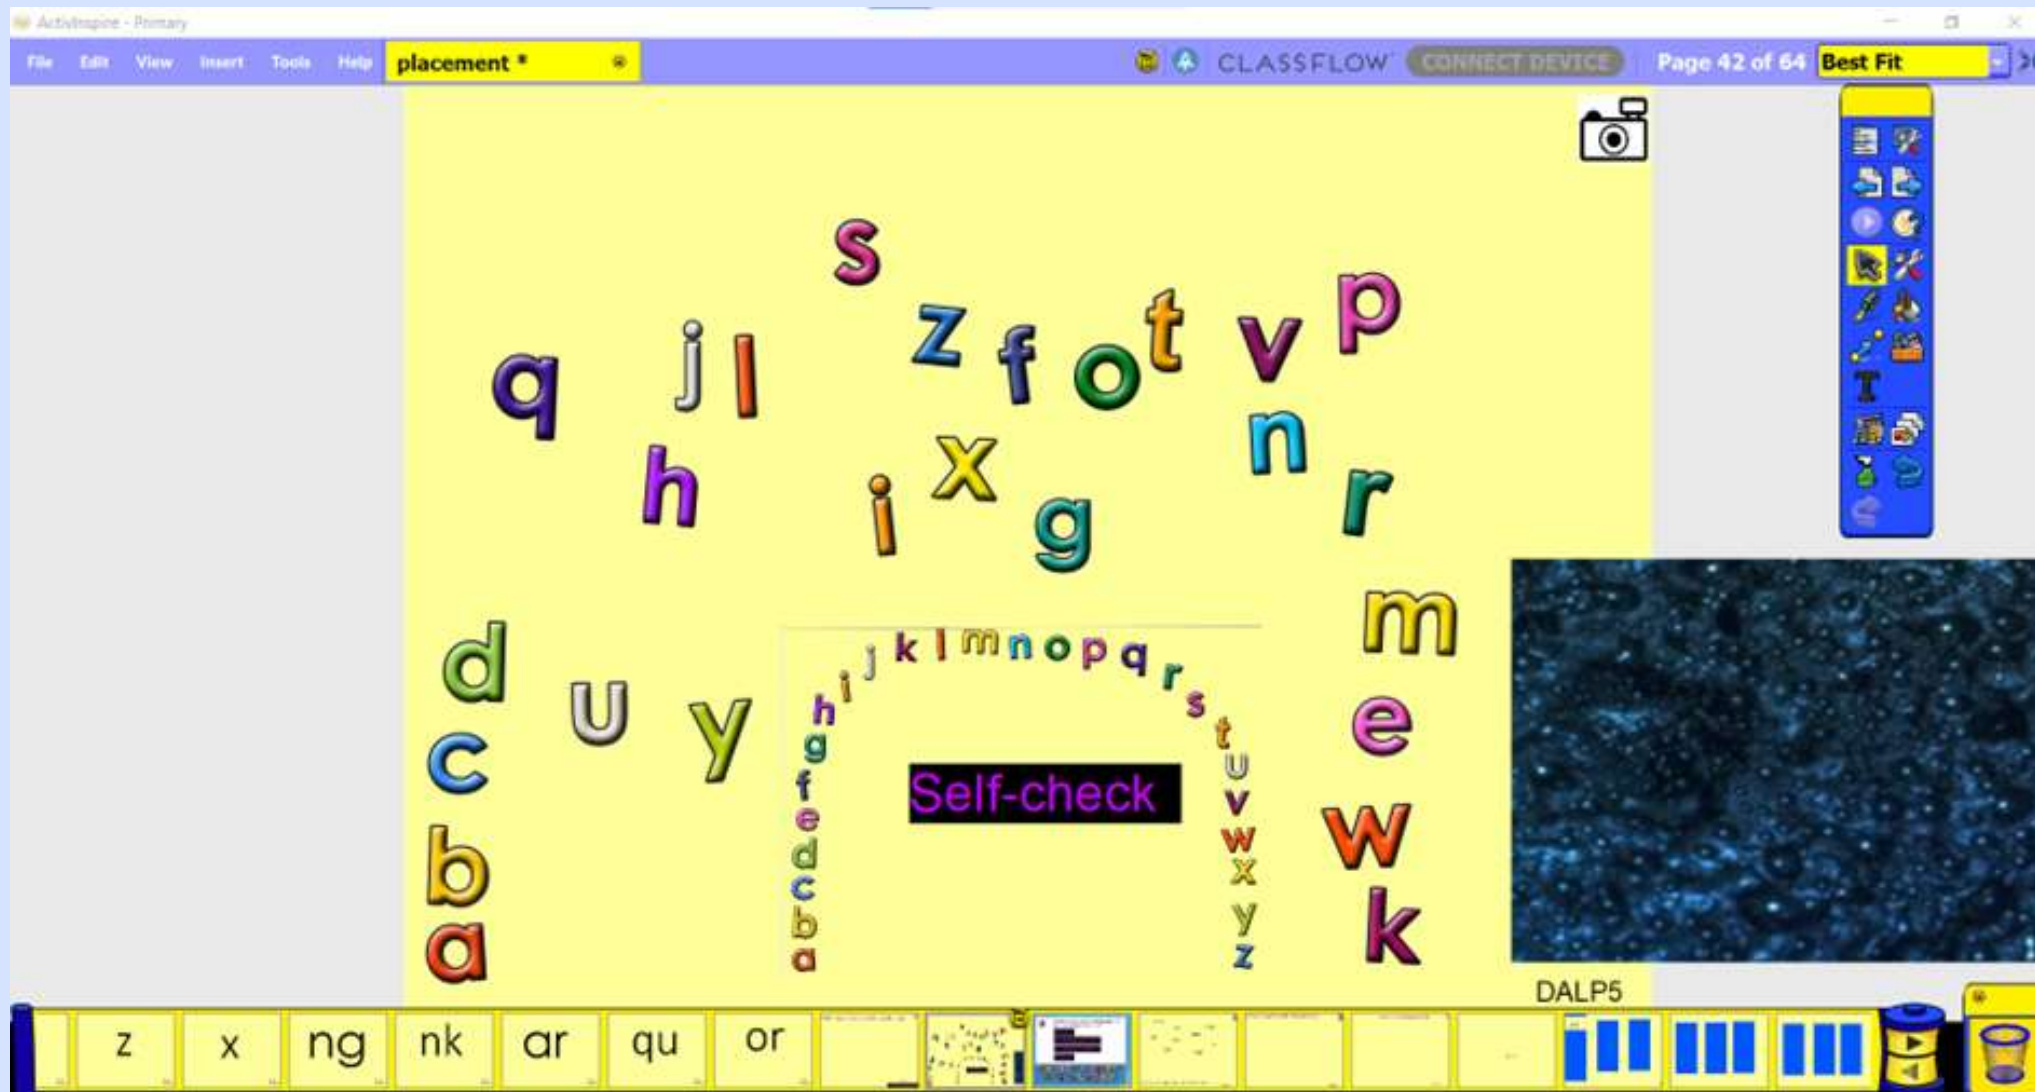 ActivInspire - Primary
File Edit View Insert Tools Help placement * CLASSFLOW CONNECT DEVICE Page 42 of 64 Best Fit
s
p
z f o t v
q j l
n
h i x g r
m
d
u y
c
b
a
e
w
k
a b c d e f g h i j k l m n o p q r s t u v w x y z
Self-check
DALP5
z x ng nk ar qu or